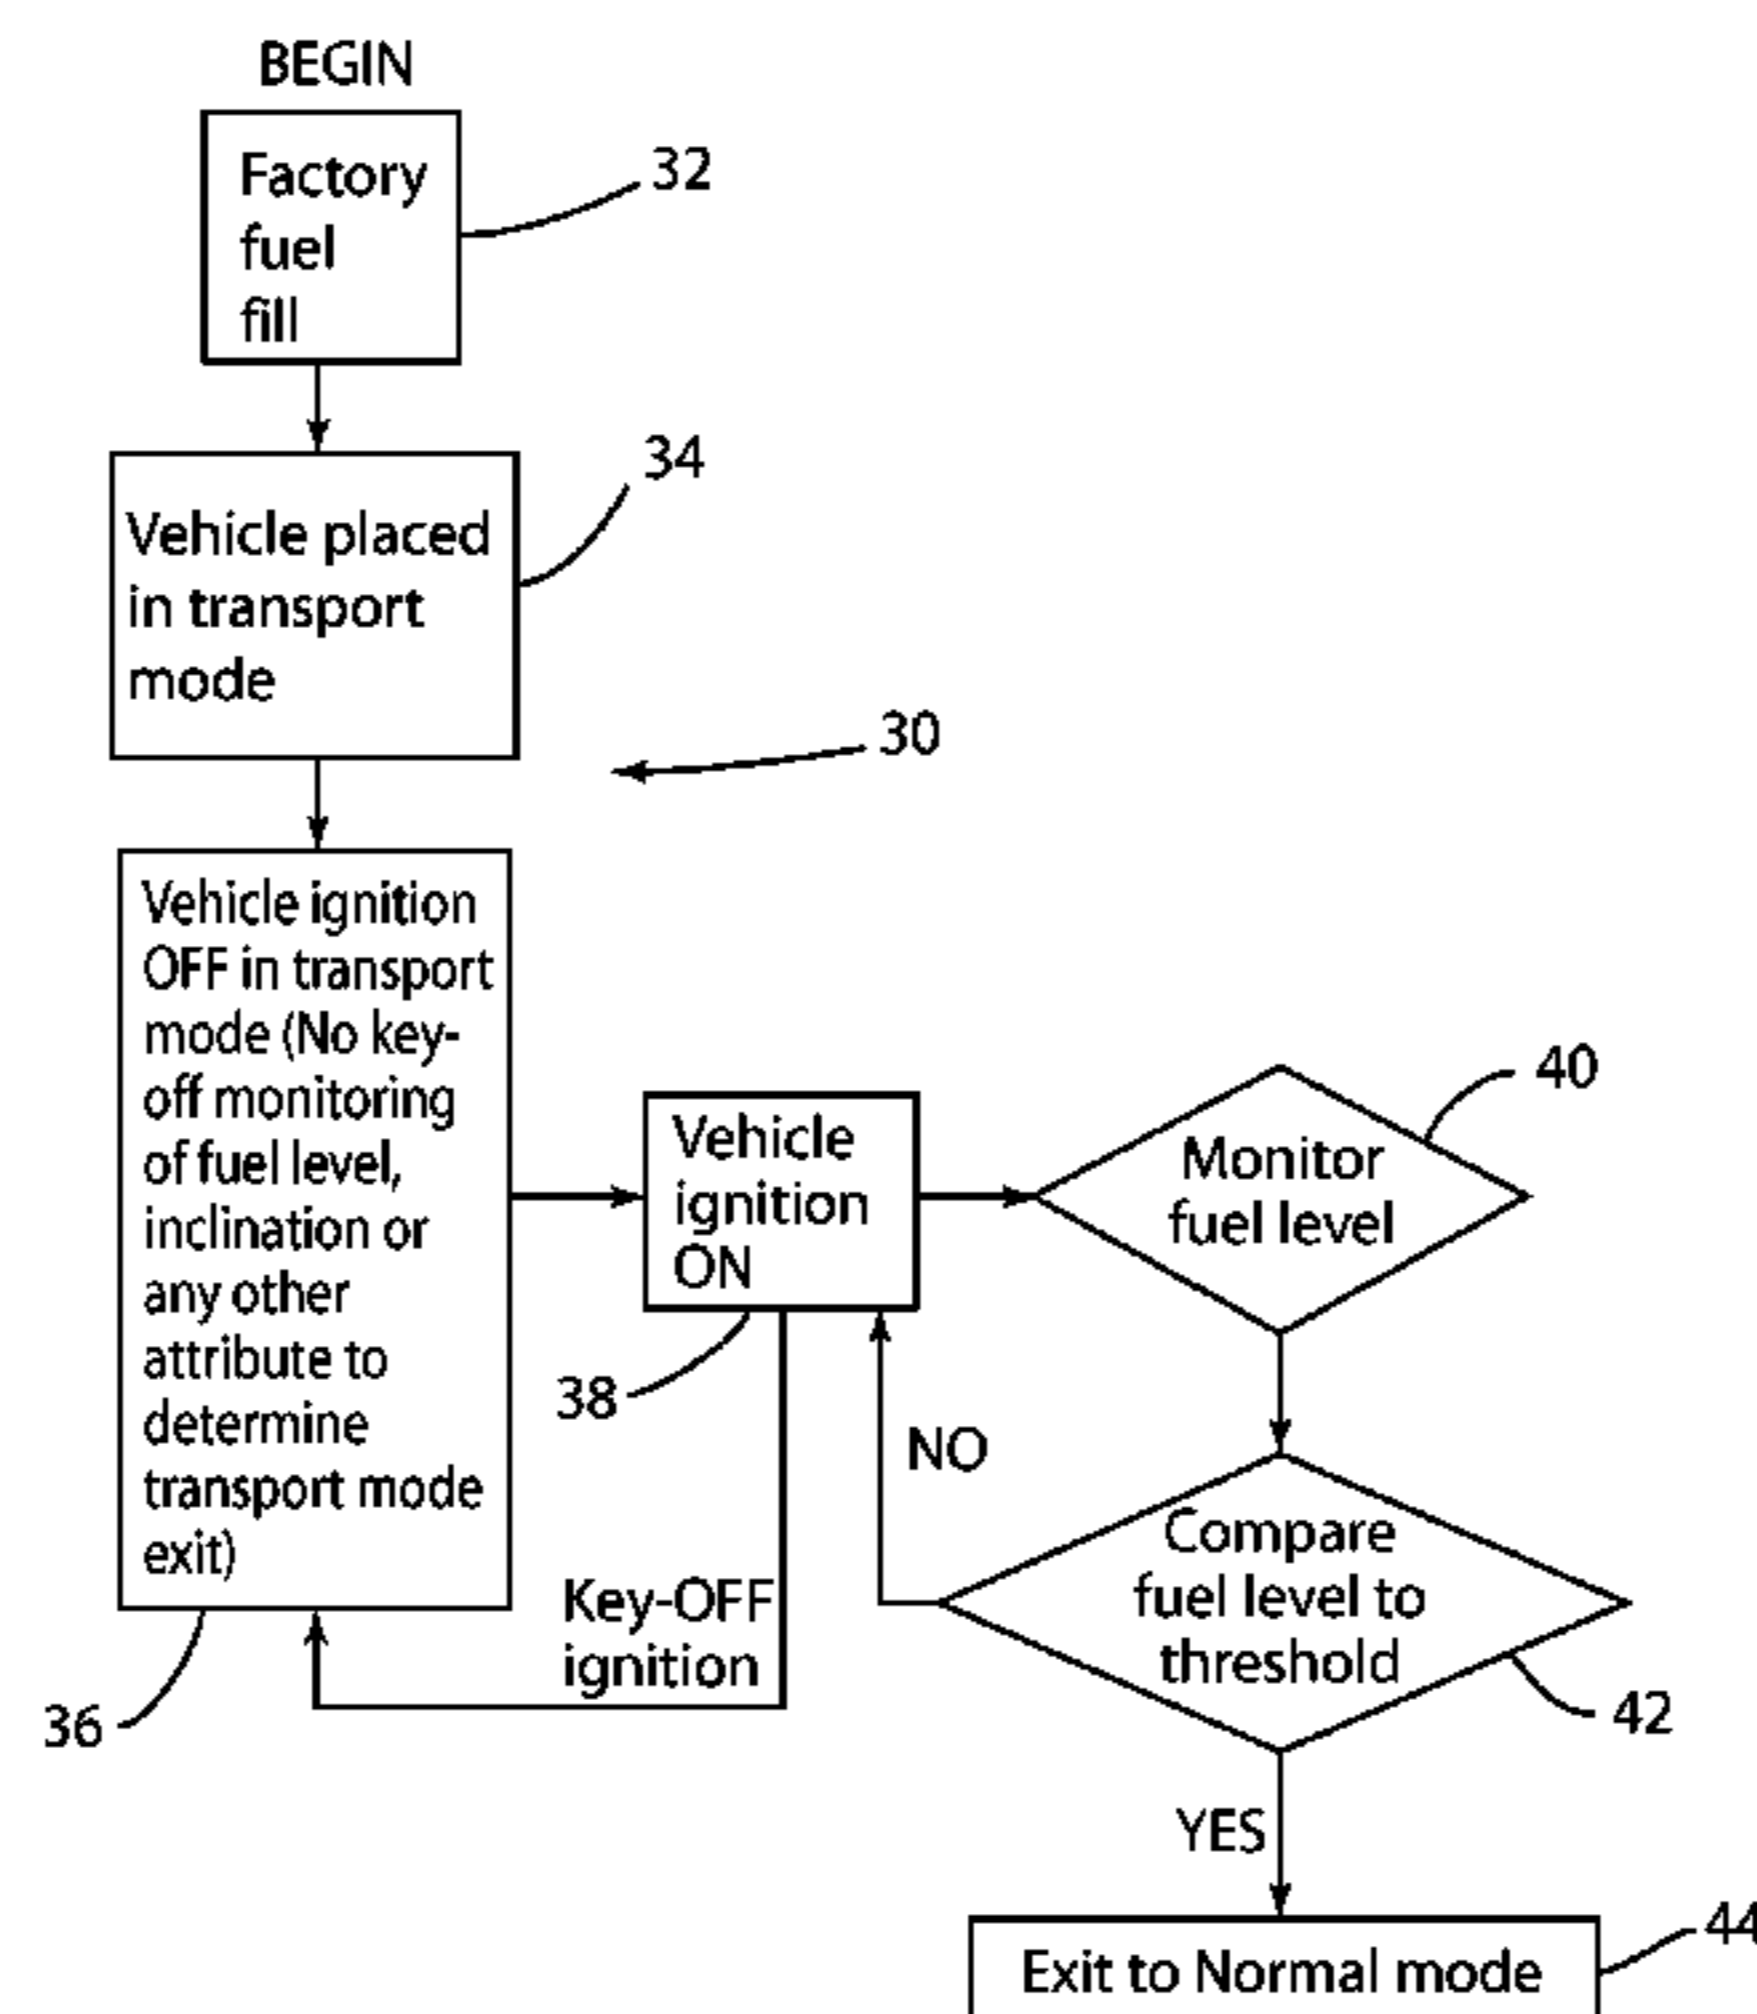 BEGIN
Factory
fuel
fill
32
Vehicle placed
in transport
mode
34
30
Vehicle ignition
OFF in transport
mode (No key-
off monitoring
of fuel level,
inclination or
any other
attribute to
determine
transport mode
exit)
36
Vehicle
ignition
ON
38
Key-OFF
ignition
Monitor
fuel level
40
NO
Compare
fuel level to
threshold
42
YES
Exit to Normal mode
44